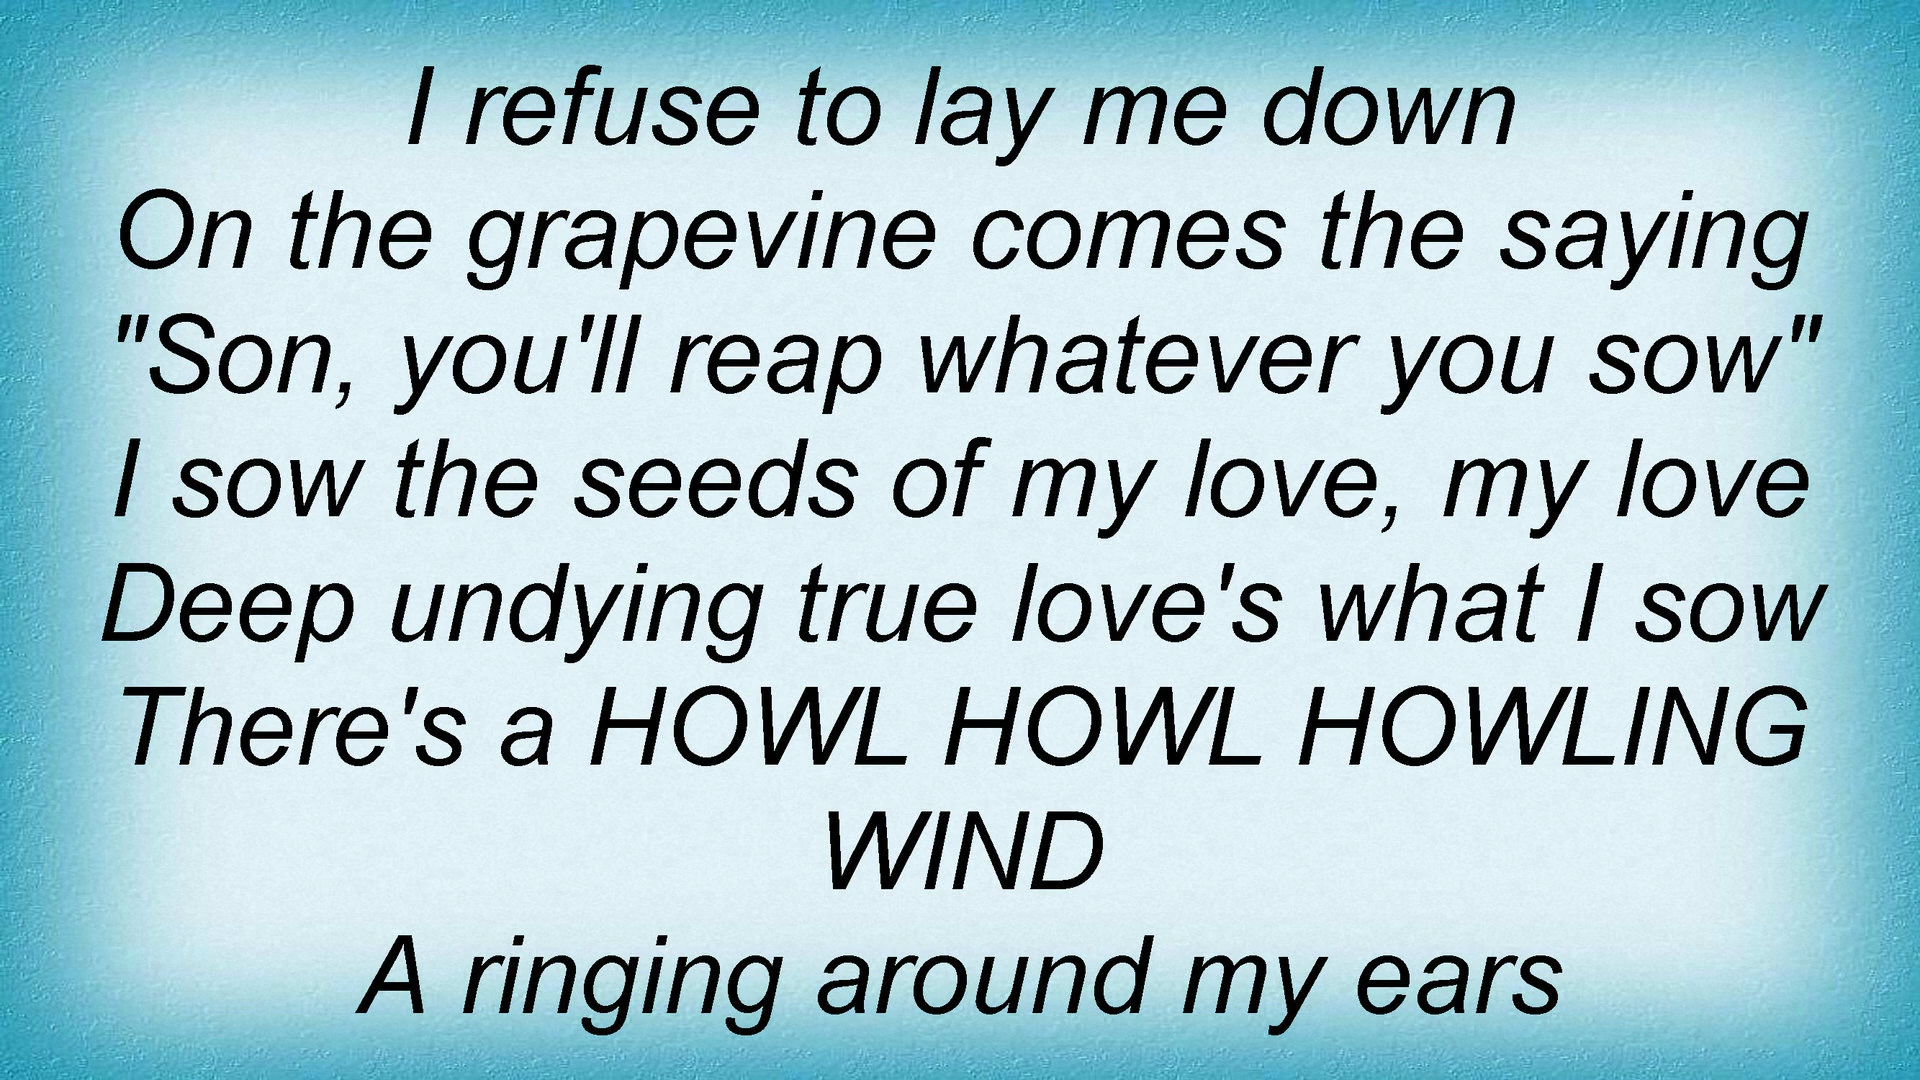 I refuse to lay me down
On the grapevine comes the saying
"Son, you'll reap whatever you sow"
I sow the seeds of my love, my love
Deep undying true love's what I sow
There's a HOWL HOWL HOWLING
WIND
A ringing around my ears